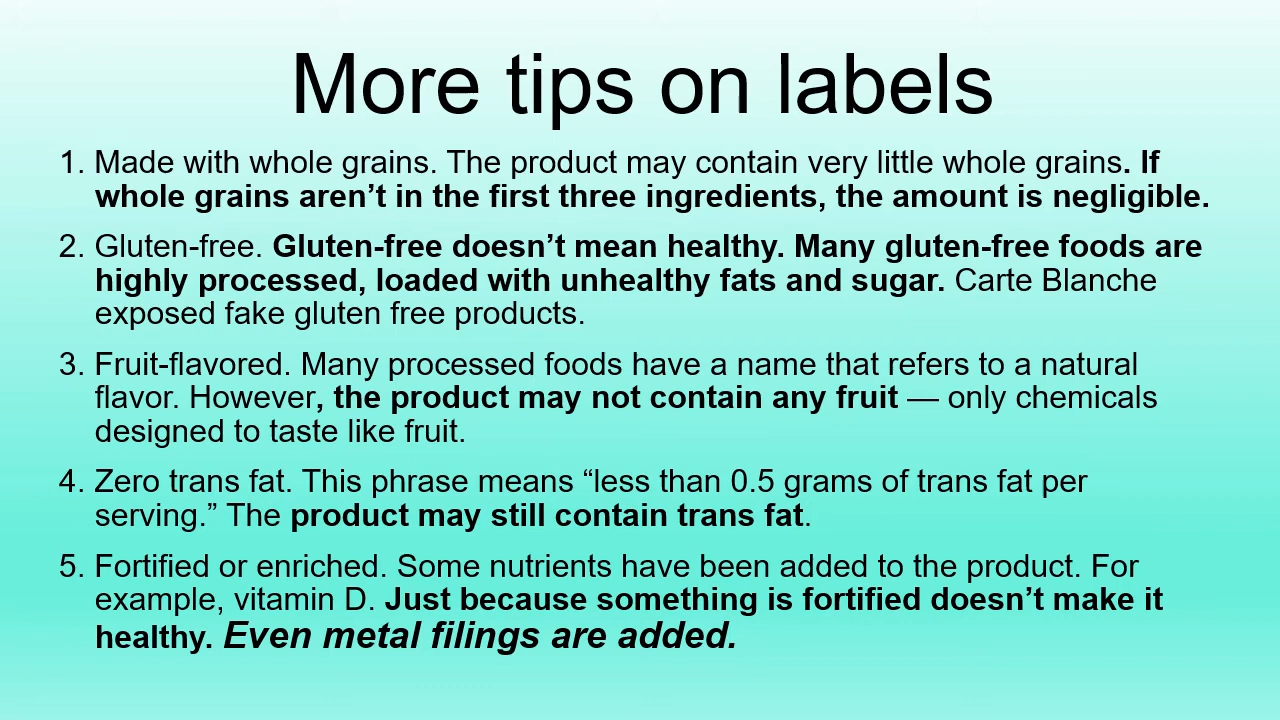 More tips on labels
1. Made with whole grains. The product may contain very little whole grains. If
whole grains aren’t in the first three ingredients, the amount is negligible.
2. Gluten-free. Gluten-free doesn’t mean healthy. Many gluten-free foods are
highly processed, loaded with unhealthy fats and sugar. Carte Blanche
exposed fake gluten free products.
3. Fruit-flavored. Many processed foods have a name that refers to a natural
flavor. However, the product may not contain any fruit — only chemicals
designed to taste like fruit.
4. Zero trans fat. This phrase means “less than 0.5 grams of trans fat per
serving.” The product may still contain trans fat.
5. Fortified or enriched. Some nutrients have been added to the product. For
example, vitamin D. Just because something is fortified doesn’t make it
healthy. Even metal filings are added.